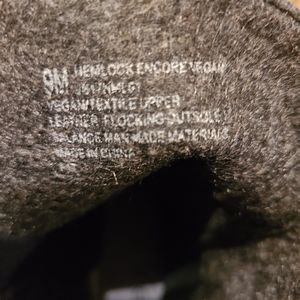 9M HEMLOCK ENCORE VEGAN
VEGAN/TEXTILE UPPER
LEATHER FLOCKING OUTSOLE
BALANCE MAN MADE MATERIALS
MADE IN CHINA